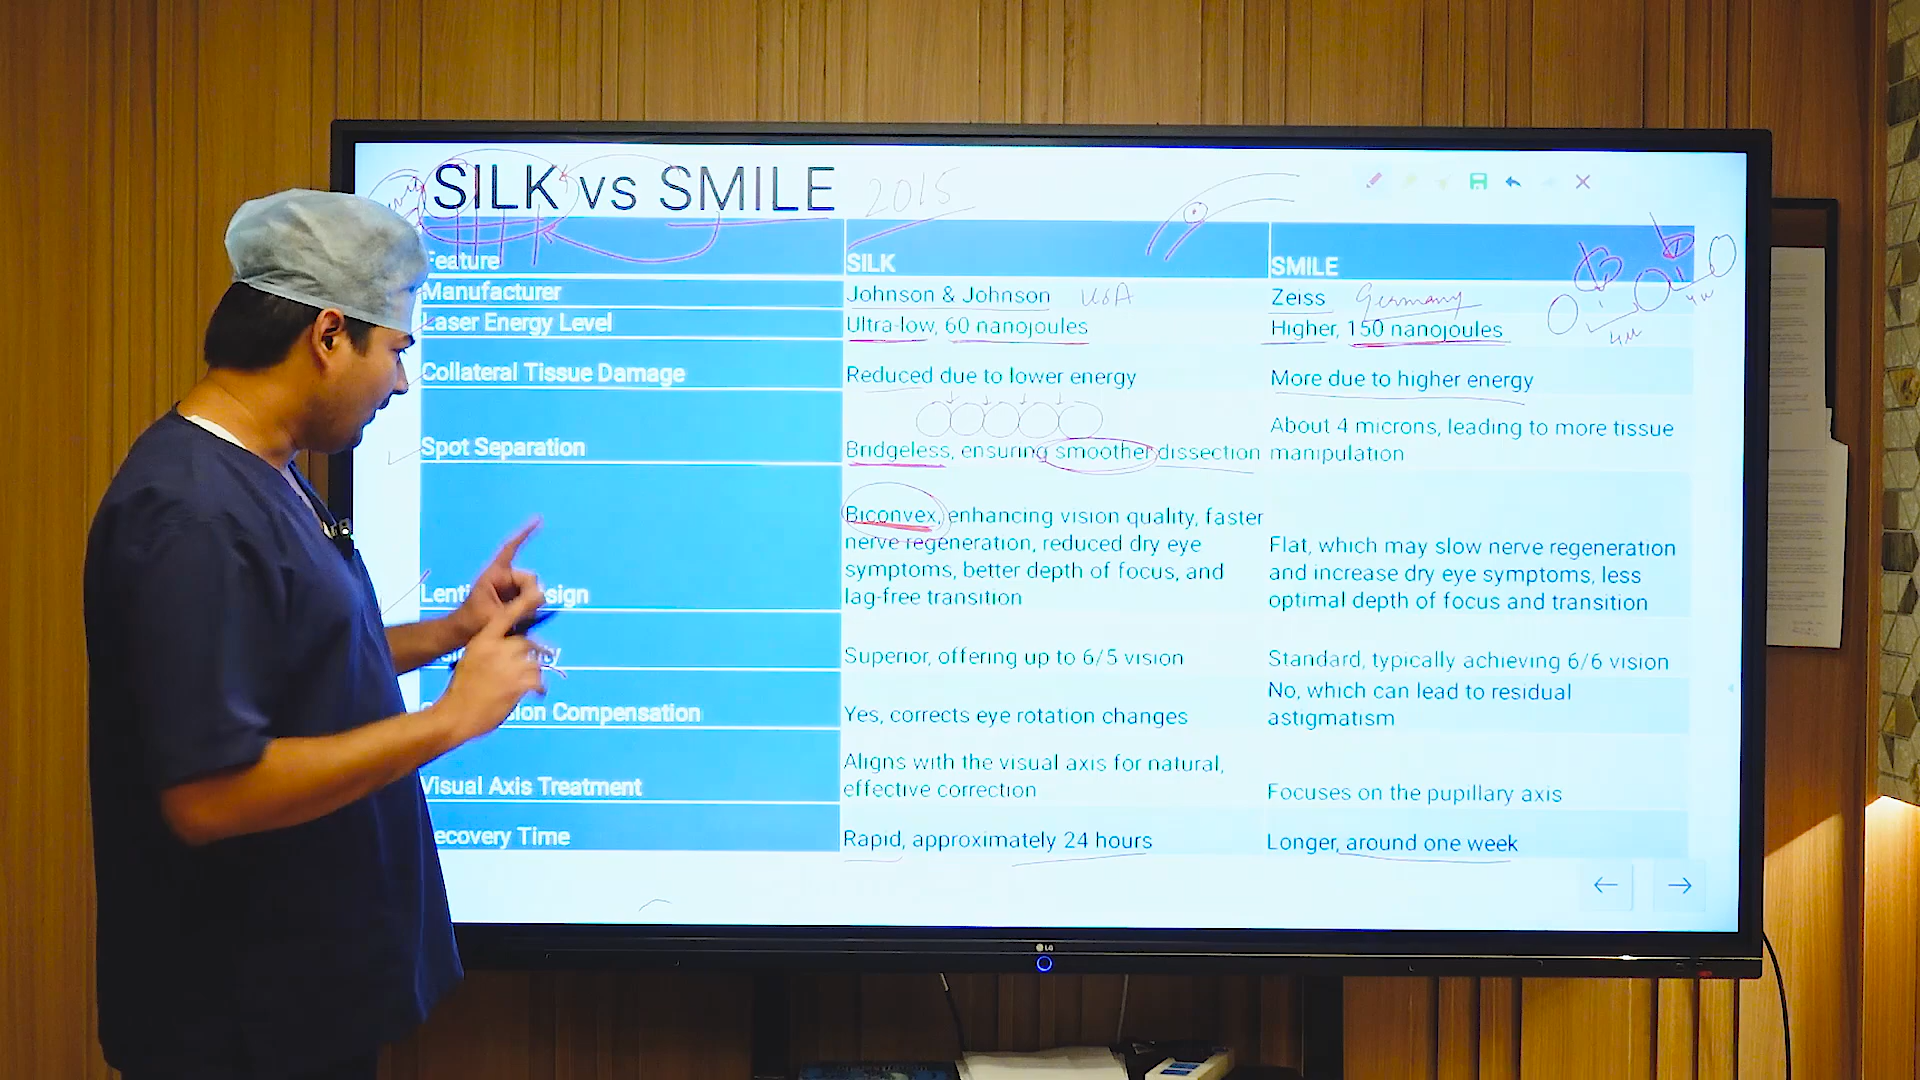 SILK vs SMILE
2015
Feature
SILK
SMILE
Manufacturer
Johnson & Johnson
USA
Zeiss
Germany
Laser Energy Level
Ultra-low, 60 nanojoules
Higher, 150 nanojoules
4u
4u
Collateral Tissue Damage
Reduced due to lower energy
More due to higher energy
Spot Separation
Bridgeless, ensuring smoother dissection
About 4 microns, leading to more tissue
manipulation
Biconvex, enhancing vision quality, faster
nerve regeneration, reduced dry eye
symptoms, better depth of focus, and
lag-free transition
Flat, which may slow nerve regeneration
and increase dry eye symptoms, less
optimal depth of focus and transition
Superior, offering up to 6/5 vision
Standard, typically achieving 6/6 vision
Compensation
Yes, corrects eye rotation changes
No, which can lead to residual
astigmatism
Visual Axis Treatment
Aligns with the visual axis for natural,
effective correction
Focuses on the pupillary axis
ecovery Time
Rapid, approximately 24 hours
Longer, around one week
LG